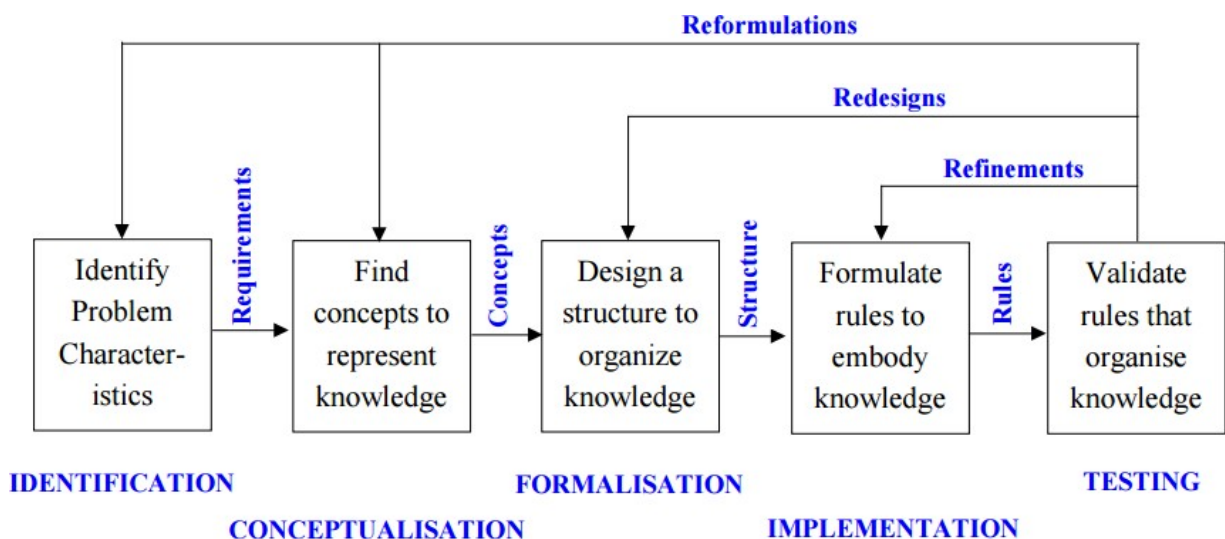 Reformulations
Redesigns
Refinements
Requirements
Concepts
Structure
Rules
Identify
Problem
Character-
istics
Find
concepts to
represent
knowledge
Design a
structure to
organize
knowledge
Formulate
rules to
embody
knowledge
Validate
rules that
organise
knowledge
IDENTIFICATION
CONCEPTUALISATION
FORMALISATION
IMPLEMENTATION
TESTING